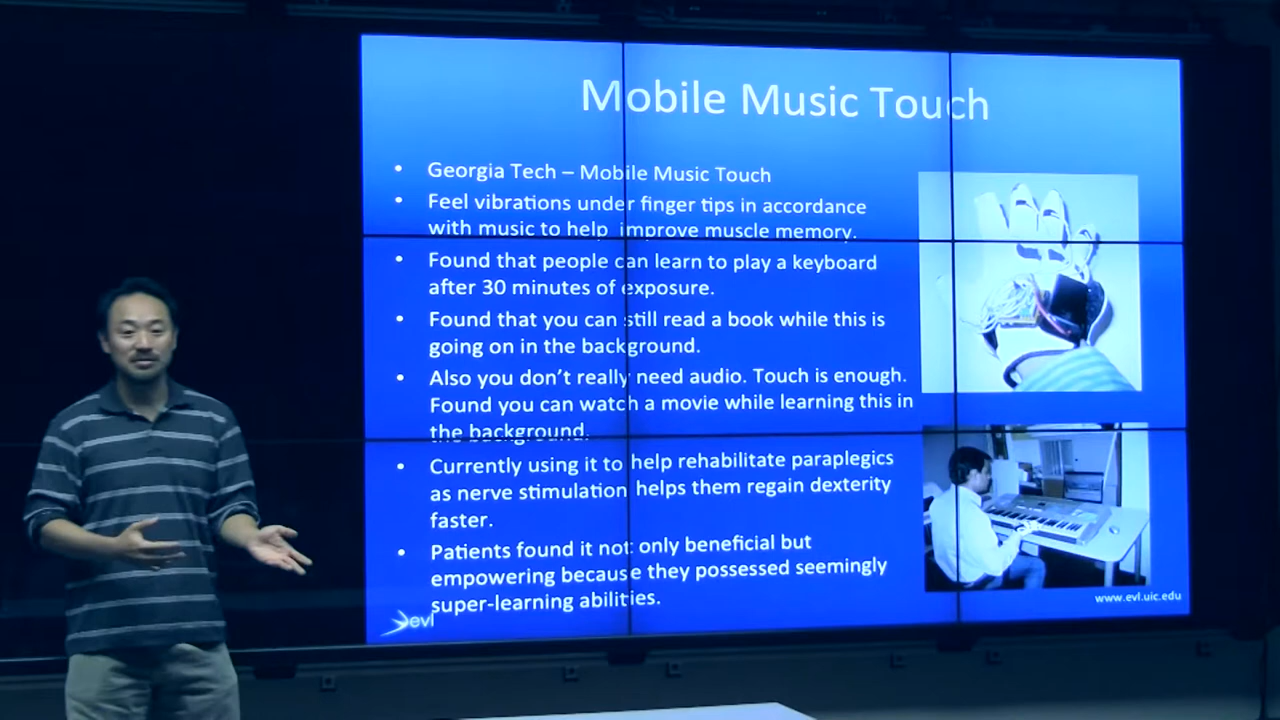 Mobile Music Touch
• Georgia Tech – Mobile Music Touch
• Feel vibrations under finger tips in accordance
with music to help improve muscle memory.
• Found that people can learn to play a keyboard
after 30 minutes of exposure.
• Found that you can still read a book while this is
going on in the background.
• Also you don't really need audio. Touch is enough.
Found you can watch a movie while learning this in
the background.
• Currently using it to help rehabilitate paraplegics
as nerve stimulation helps them regain dexterity
faster.
• Patients found it not only beneficial but
empowering because they possessed seemingly
super-learning abilities.
evl
www.evl.uic.edu